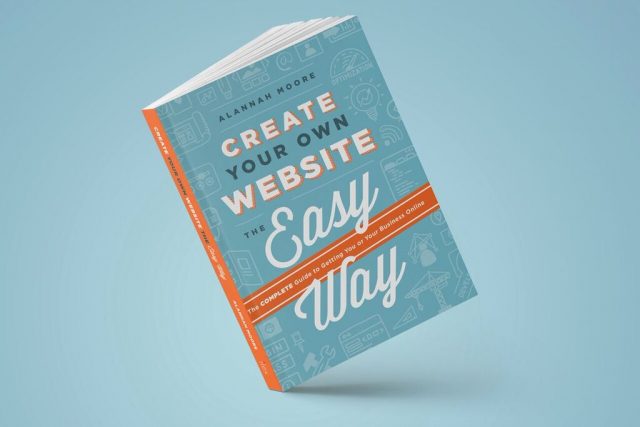 ALANNAH MOORE
CREATE
YOUR OWN
WEBSITE
THE Easy
The COMPLETE Guide to Getting You or Your Business Online
Way
CREATE YOUR OWN WEBSITE THE Easy Way
ALANNAH MOORE
OPTIMIZATION